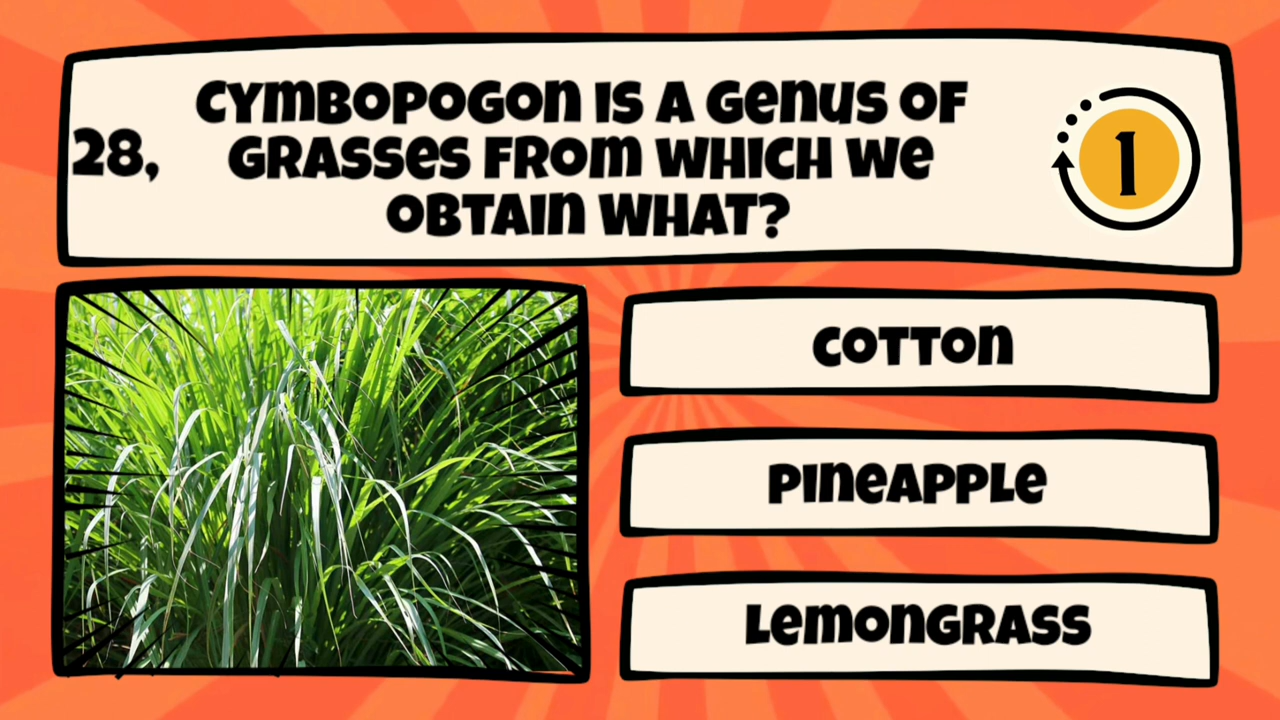 28,
CYMBOPOGON IS A GENUS OF
GRASSES FROM WHICH WE
OBTAIN WHAT?
1
COTTON
PINEAPPLE
LEMONGRASS